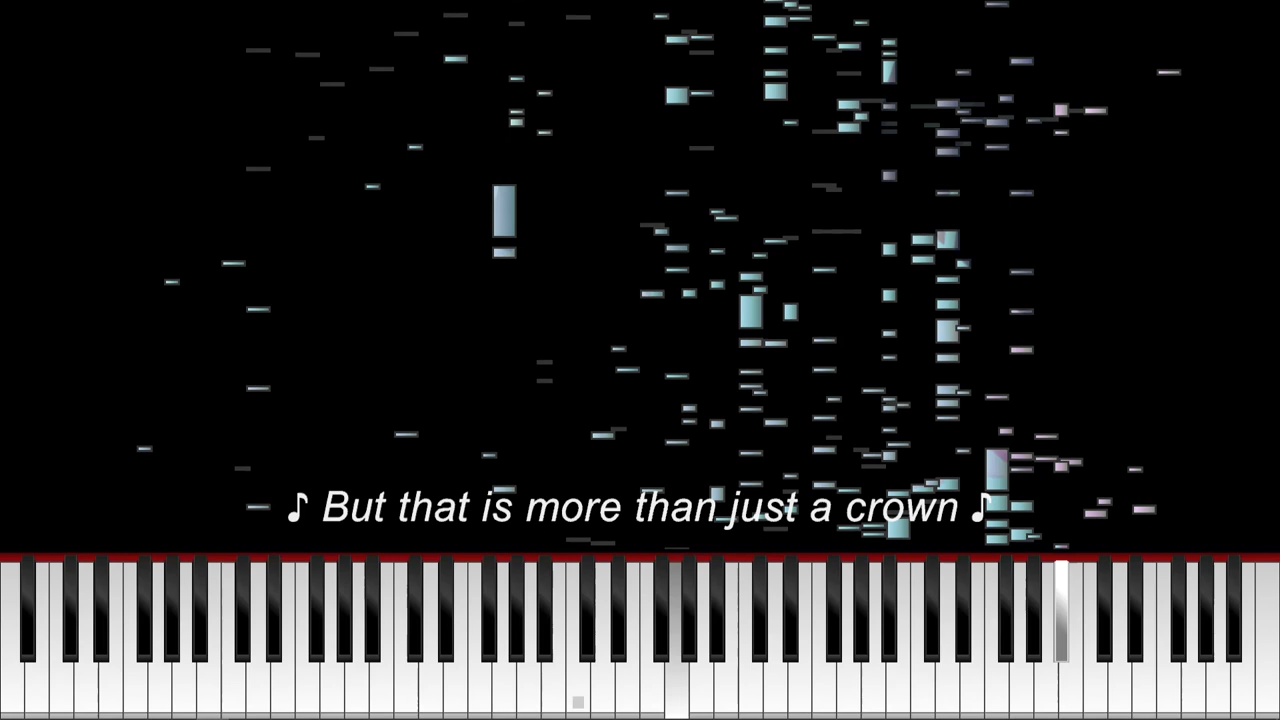 ♪ But that is more than just a crown ♪